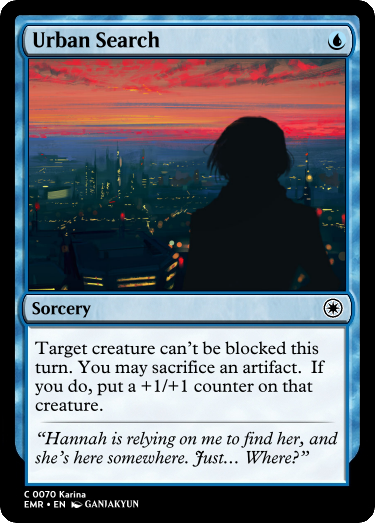 Urban Search
Sorcery
Target creature can't be blocked this
turn. You may sacrifice an artifact.  If
you do, put a +1/+1 counter on that
creature.
“Hannah is relying on me to find her, and
she's here somewhere. Just... Where?”
C 0070 Karina
EMR • EN GANIAKYUN